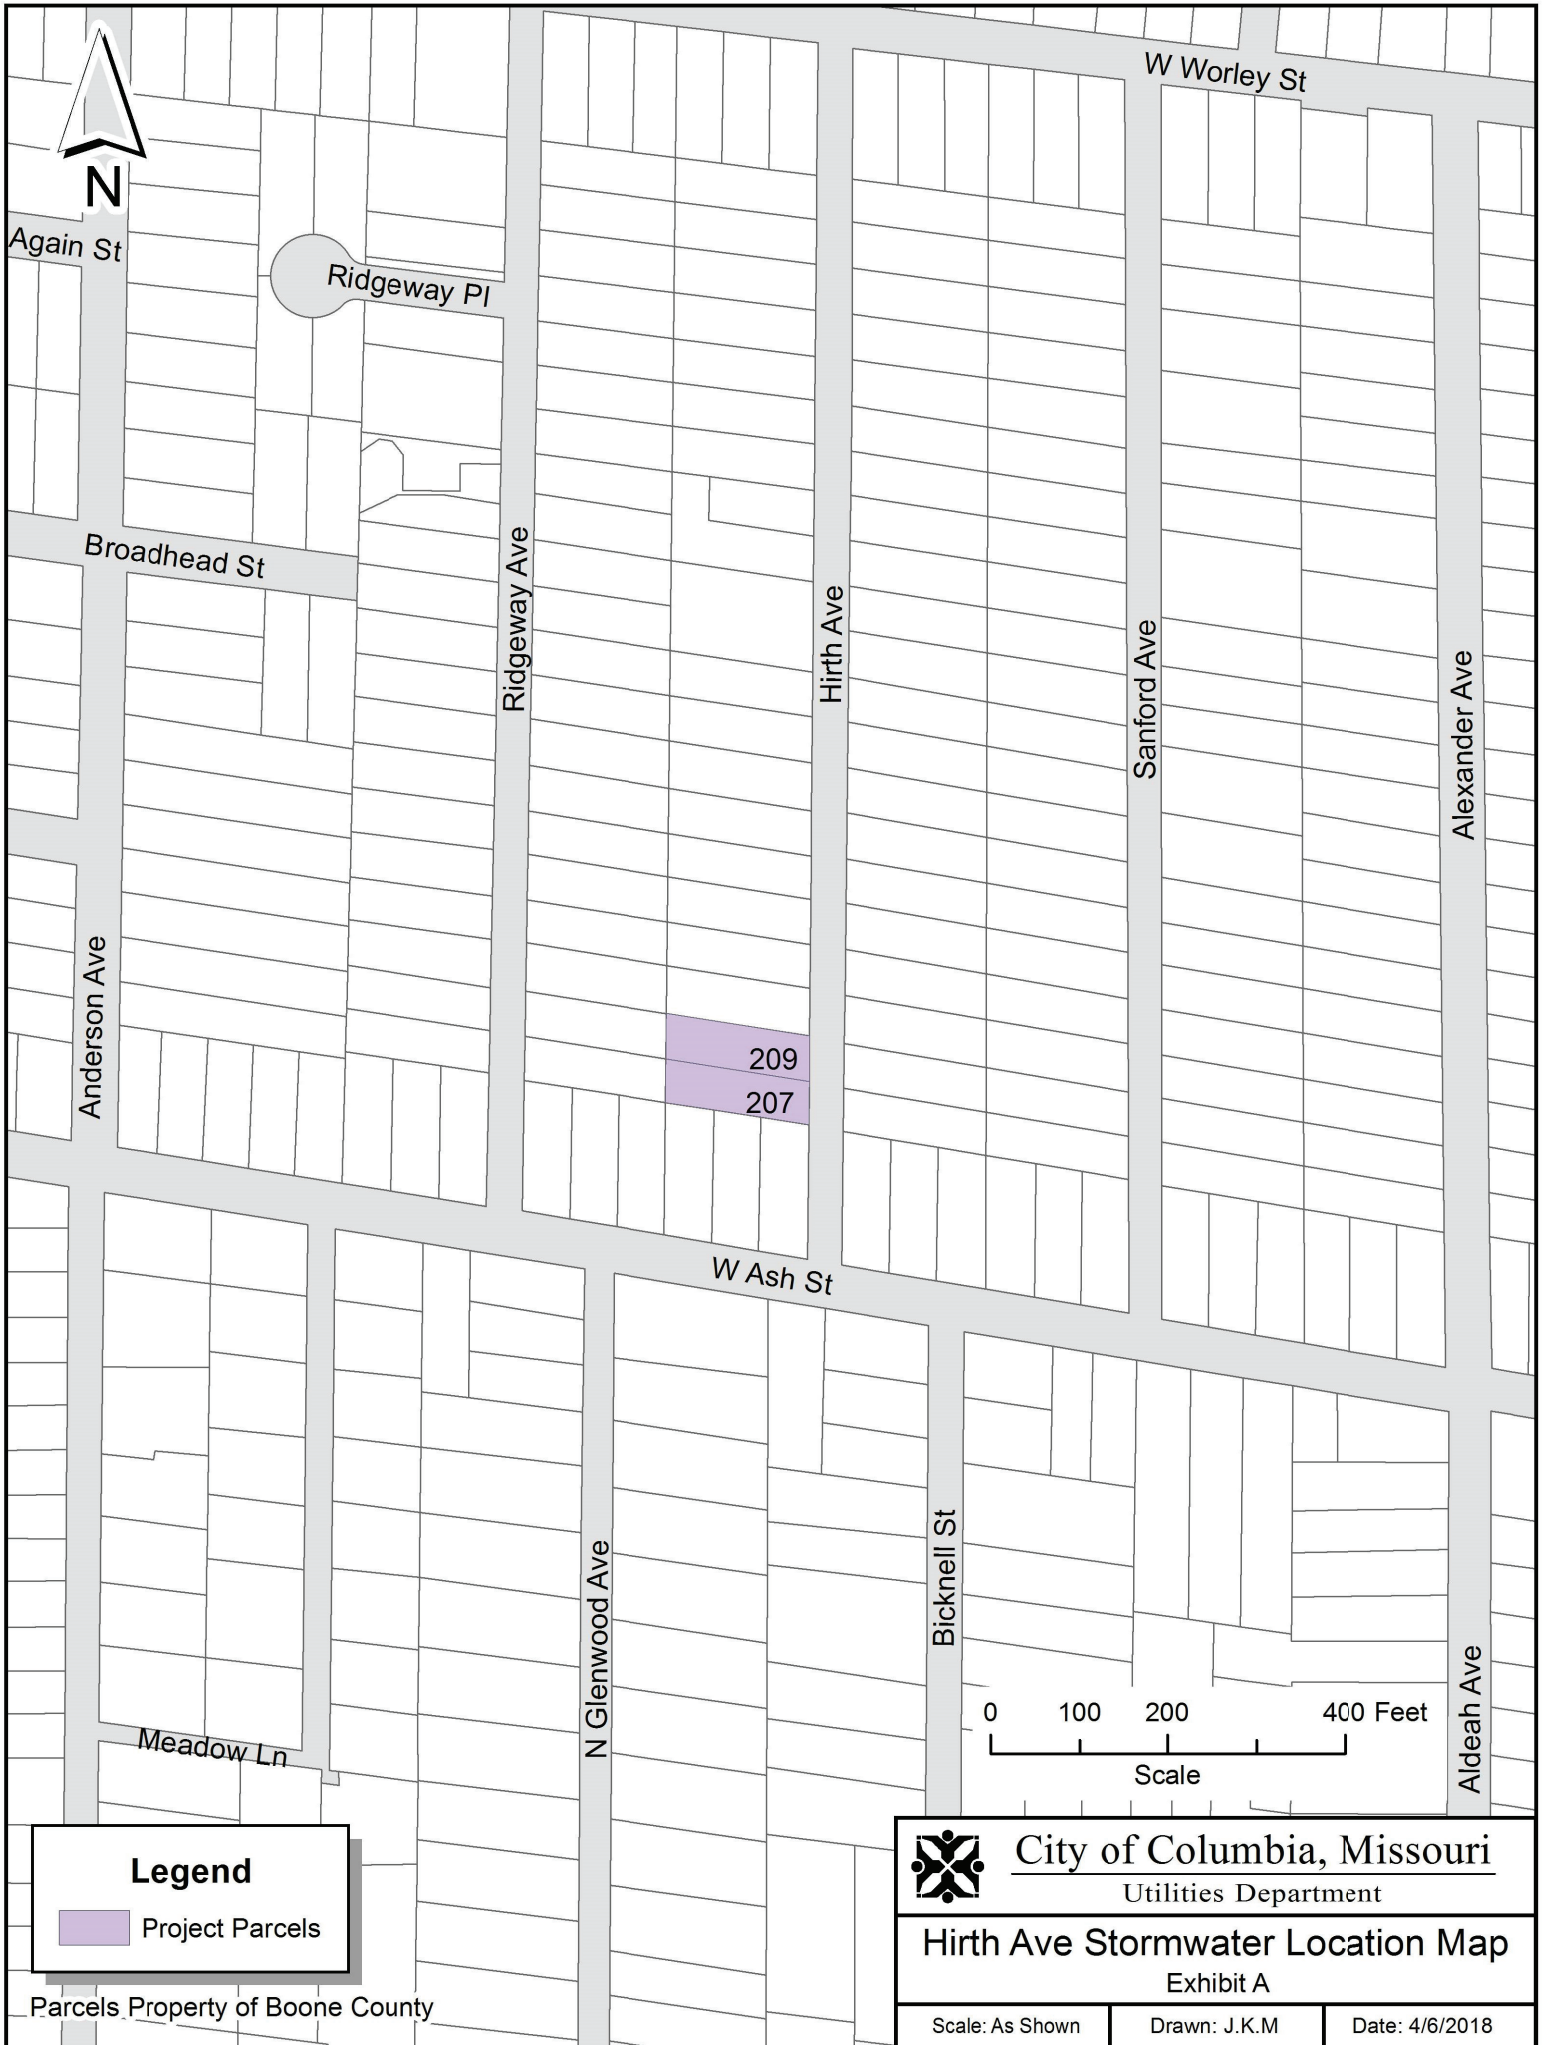 W Worley St
N
Again St
Ridgeway Pl
Broadhead St
Ridgeway Ave
Hirth Ave
Sanford Ave
Alexander Ave
Anderson Ave
209
207
W Ash St
N Glenwood Ave
Bicknell St
Aldeah Ave
Meadow Ln
0 100 200 400 Feet
Scale
Legend
Project Parcels
Parcels Property of Boone County
City of Columbia, Missouri
Utilities Department
Hirth Ave Stormwater Location Map
Exhibit A
Scale: As Shown
Drawn: J.K.M
Date: 4/6/2018